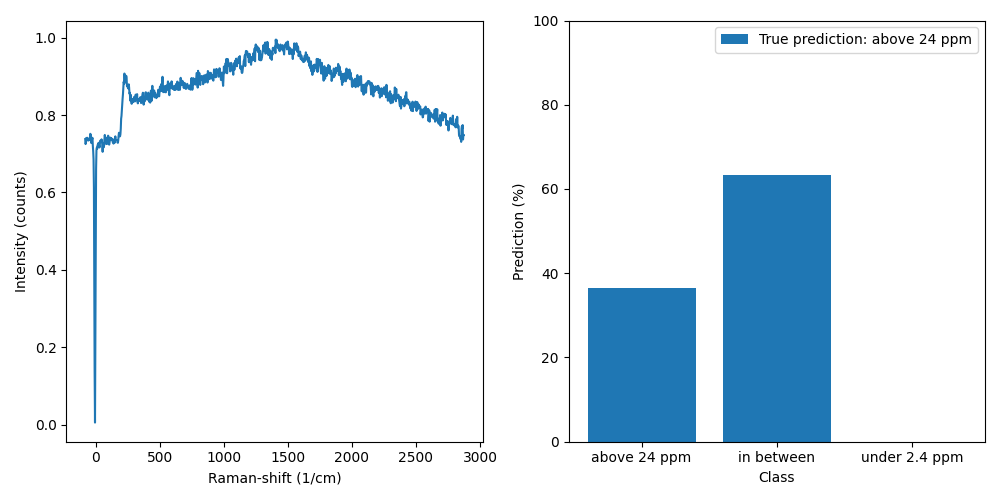 1.0
0.8
0.6
0.4
0.2
0.0
0 500 1000 1500 2000 2500 3000
Raman-shift (1/cm)
Intensity (counts)
True prediction: above 24 ppm
100
80
60
40
20
0
above 24 ppm in between under 2.4 ppm
Class
Prediction (%)